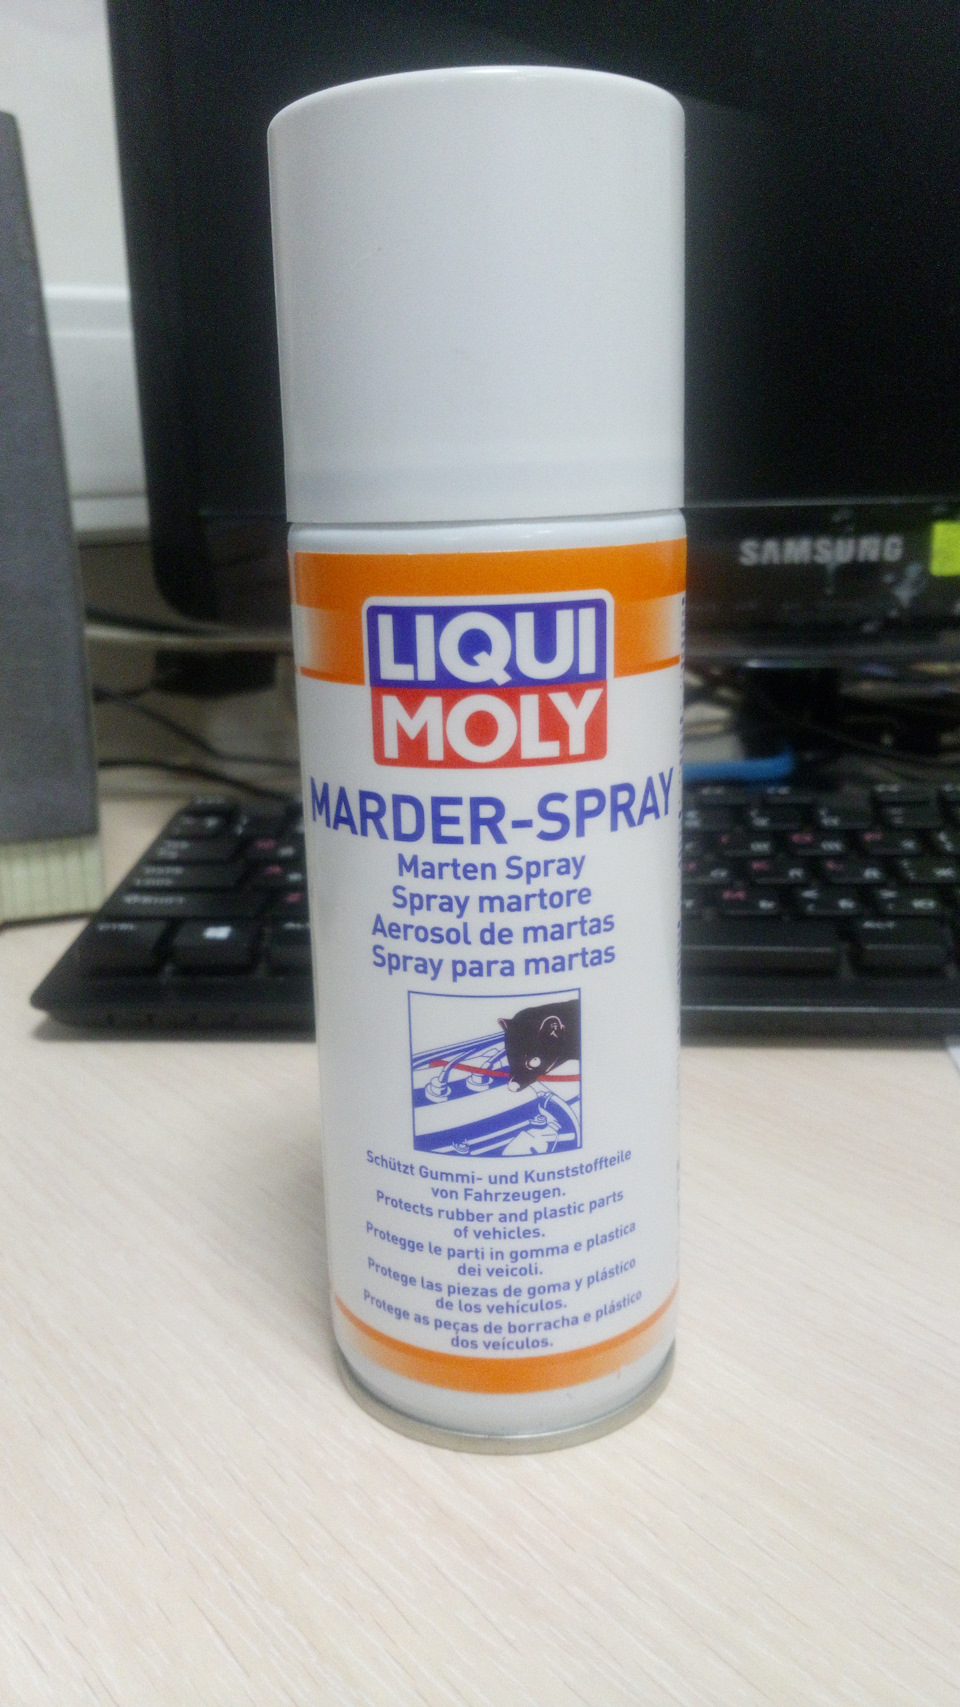 SAMSUNG
LIQUI
MOLY
MARDER-SPRAY
Marten Spray
Spray martore
Aerosol de martas
Spray para martas
Schützt Gummi- und Kunststoffteile
von Fahrzeugen.
Protects rubber and plastic parts
of vehicles.
Protegge le parti in gomma e plastica
dei veicoli.
Protege las piezas de goma y plástico
de los vehículos.
Protege as peças de borracha e plástico
dos veículos.